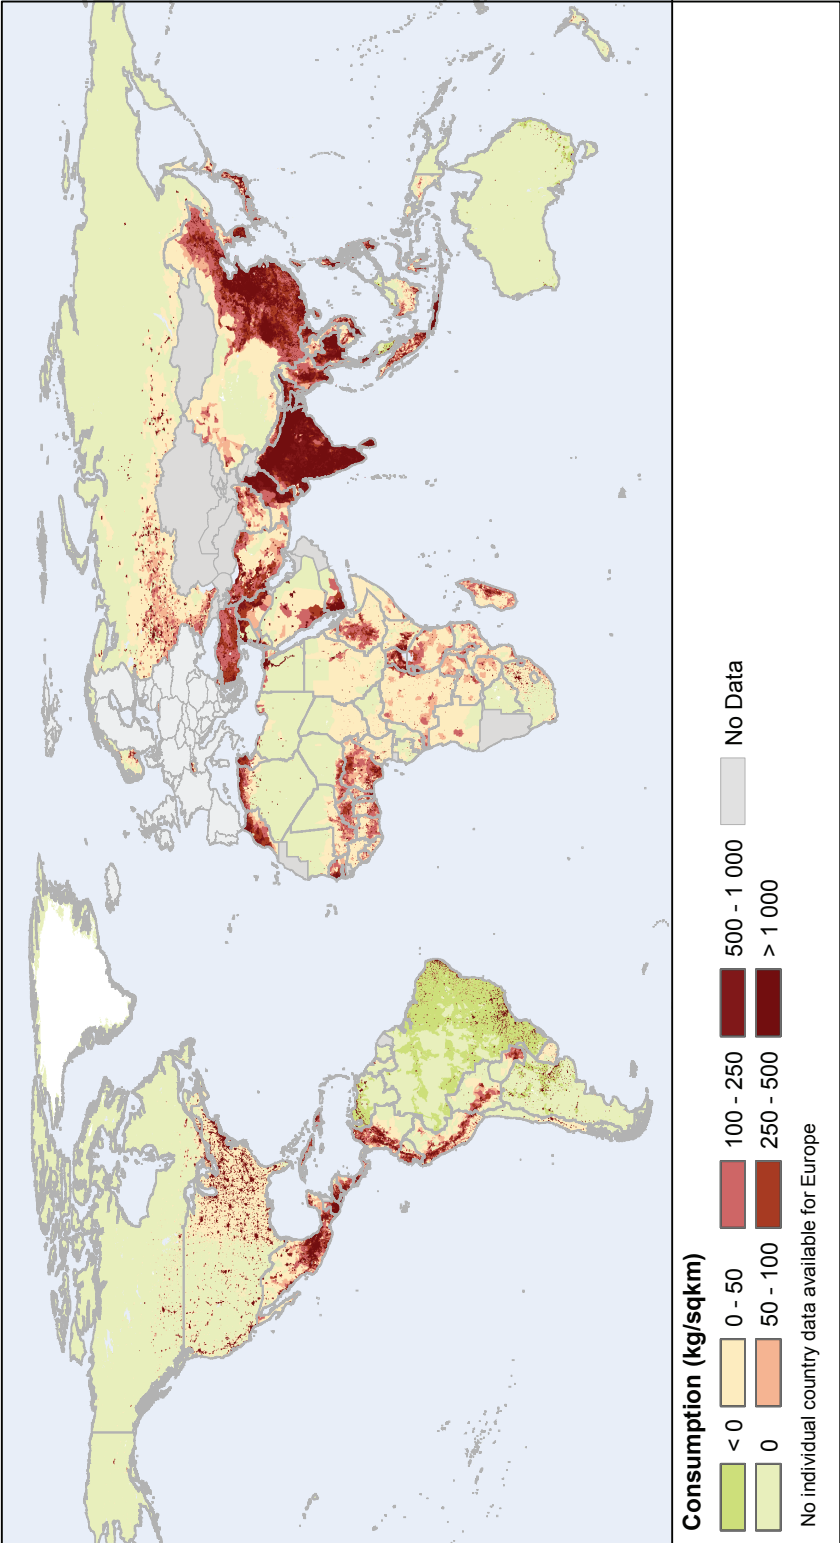 Consumption (kg/sqkm)
< 0
0 - 50
100 - 250
500 - 1 000
No Data
0
50 - 100
250 - 500
> 1 000
No individual country data available for Europe